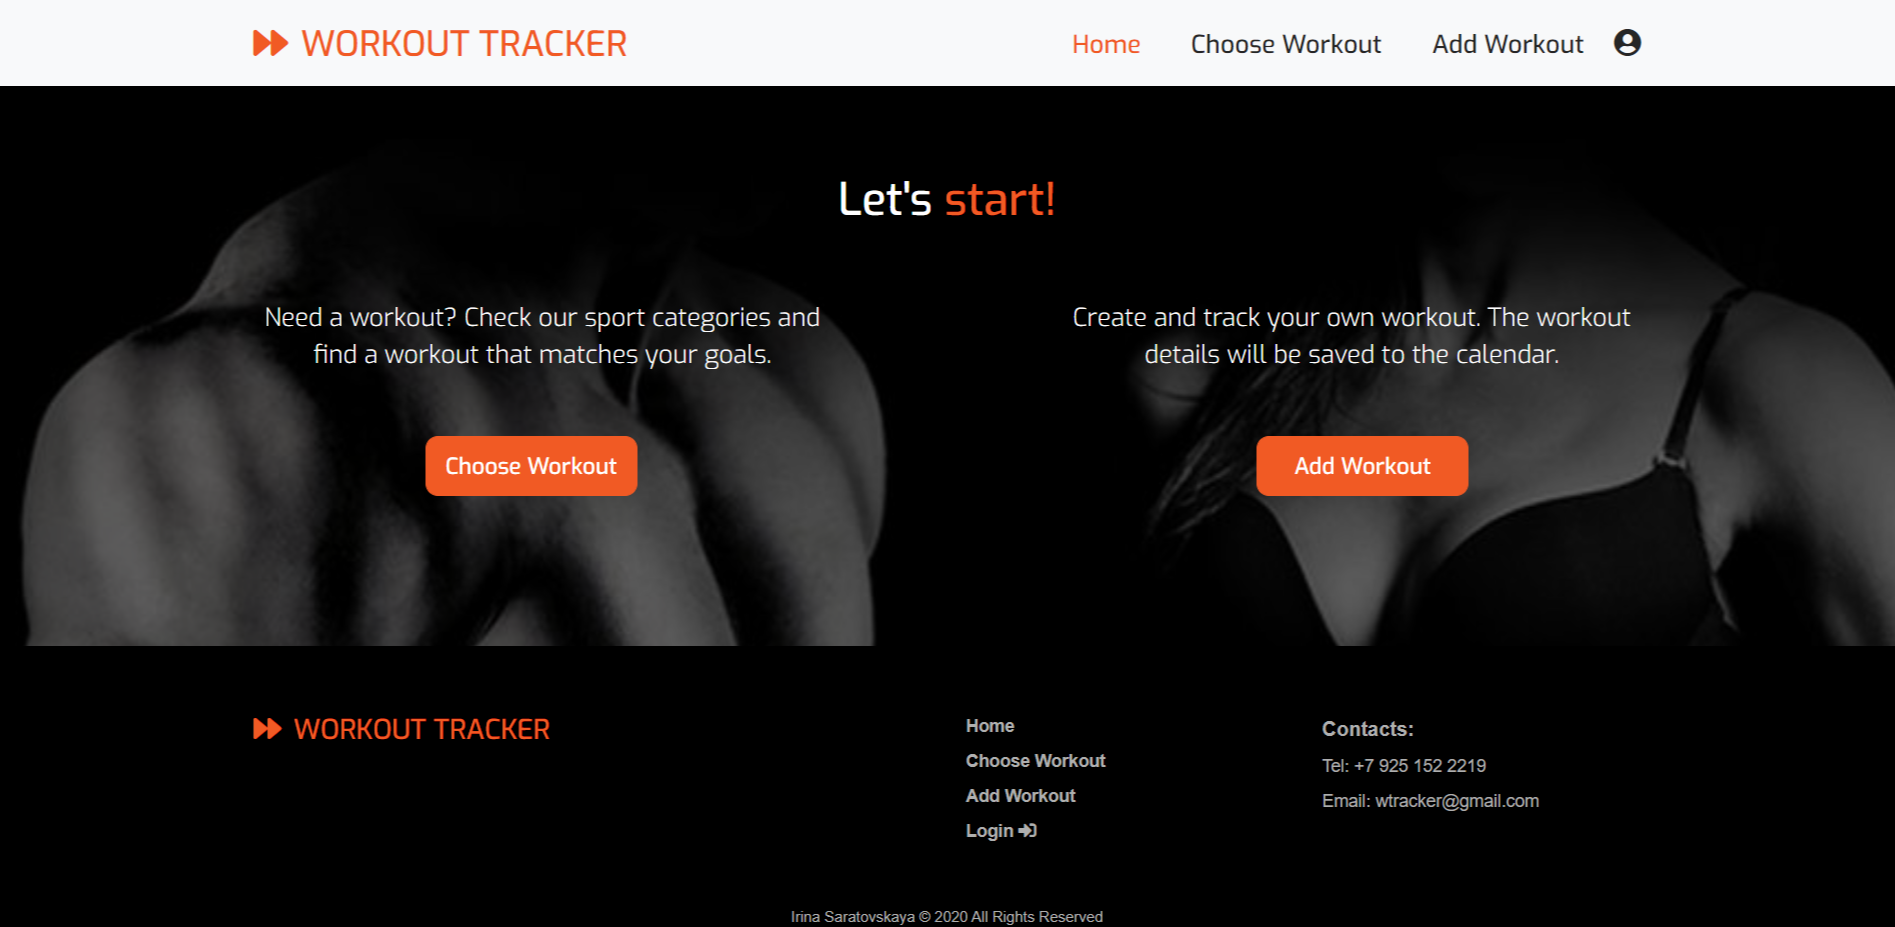 WORKOUT TRACKER
Home
Choose Workout
Add Workout
Let's start!
Need a workout? Check our sport categories and
find a workout that matches your goals.
Choose Workout
Create and track your own workout. The workout
details will be saved to the calendar.
Add Workout
WORKOUT TRACKER
Home
Choose Workout
Add Workout
Login
Contacts:
Tel: +7 925 152 2219
Email: wtracker@gmail.com
Irina Saratovskaya © 2020 All Rights Reserved